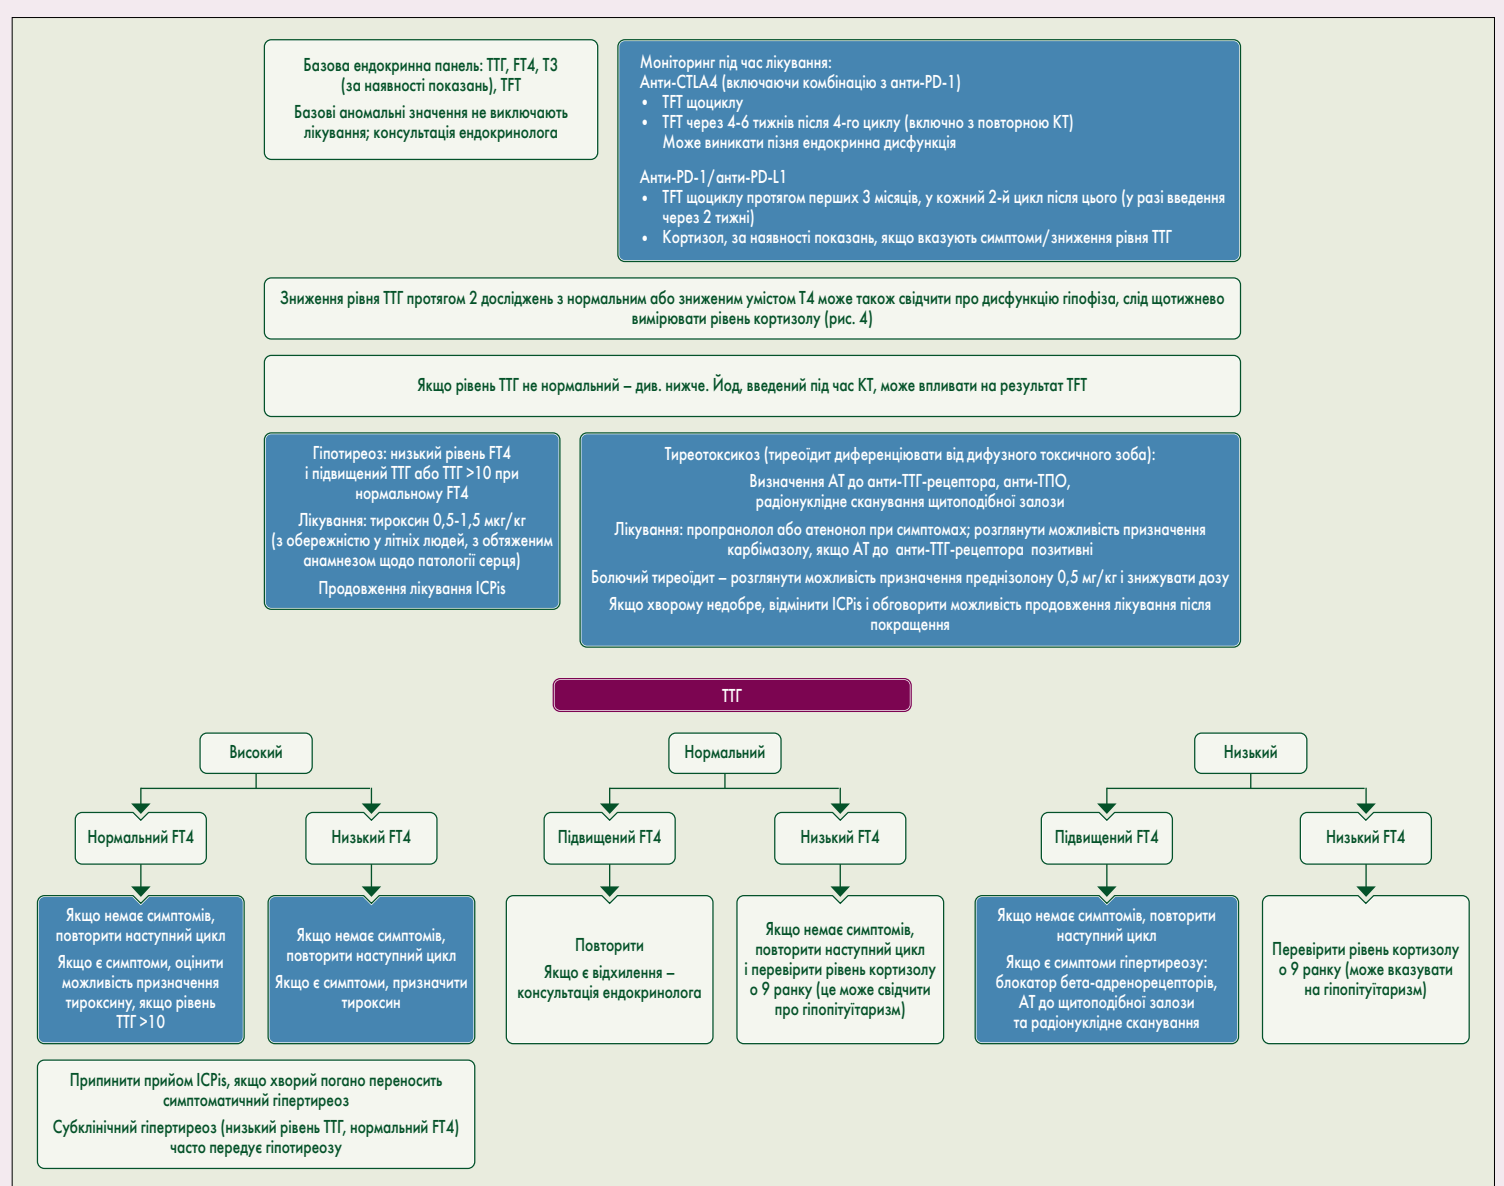 Базова ендокринна панель: ТТГ, FT4, Т3
(за наявності показань), TFT
Базові аномальні значення не виключають
лікування; консультація ендокринолога
Моніторинг під час лікування:
Анти-CTLA4 (включаючи комбінацію з анти-PD-1)
• TFT щоциклу
• TFT через 4-6 тижнів після 4-го циклу (включно з повторною КТ)
Може виникати пізня ендокринна дисфункція
Анти-PD-1/анти-PD-L1
• TFT щоциклу протягом перших 3 місяців, у кожний 2-й цикл після цього (у разі введення
через 2 тижні)
• Кортизол, за наявності показань, якщо вказують симптоми/зниження рівня ТТГ
Зниження рівня ТТГ протягом 2 досліджень з нормальним або зниженим умістом Т4 може також свідчити про дисфункцію гіпофіза, слід щотижнево
вимірювати рівень кортизолу (рис. 4)
Якщо рівень ТТГ не нормальний – див. нижче. Йод, введений під час КТ, може впливати на результат TFT
Гіпотиреоз: низький рівень FT4
і підвищений ТТГ або ТТГ >10 при
нормальному FT4
Лікування: тироксин 0,5-1,5 мкг/кг
(з обережністю у літніх людей, з обтяженим
анамнезом щодо патології серця)
Продовження лікування ICPis
Тиреотоксикоз (тиреоїдит диференціювати від дифузного токсичного зоба):
Визначення АТ до анти-ТТГ-рецептора, анти-ТПО,
радіонуклідне сканування щитоподібної залози
Лікування: пропранолол або атенонол при симптомах; розглянути можливість призначення
карбімазолу, якщо АТ до анти-ТТГ-рецептора позитивні
Болючий тиреоїдит – розглянути можливість призначення преднізолону 0,5 мг/кг і знижувати дозу
Якщо хворому недобре, відмінити ICPis і обговорити можливість продовження лікування після
покращення
ТТГ
Високий
Нормальний
Низький
Нормальний FT4
Низький FT4
Підвищений FT4
Низький FT4
Підвищений FT4
Низький FT4
Якщо немає симптомів,
повторити наступний цикл
Якщо є симптоми, оцінити
можливість призначення
тироксину, якщо рівень
ТТГ >10
Якщо немає симптомів,
повторити наступний цикл
Якщо є симптоми, призначити
тироксин
Повторити
Якщо є відхилення –
консультація ендокринолога
Якщо немає симптомів,
повторити наступний цикл
і перевірити рівень кортизолу
о 9 ранку (це може свідчити
про гіпопітуїтаризм)
Якщо немає симптомів, повторити
наступний цикл
Якщо є симптоми гіпертиреозу:
блокатор бета-адренорецепторів,
АТ до щитоподібної залози
та радіонуклідне сканування
Перевірити рівень кортизолу
о 9 ранку (може вказувати
на гіпопітуїтаризм)
Припинити прийом ICPis, якщо хворий погано переносить
симптоматичний гіпертиреоз
Субклінічний гіпертиреоз (низький рівень ТТГ, нормальний FT4)
часто передує гіпотиреозу